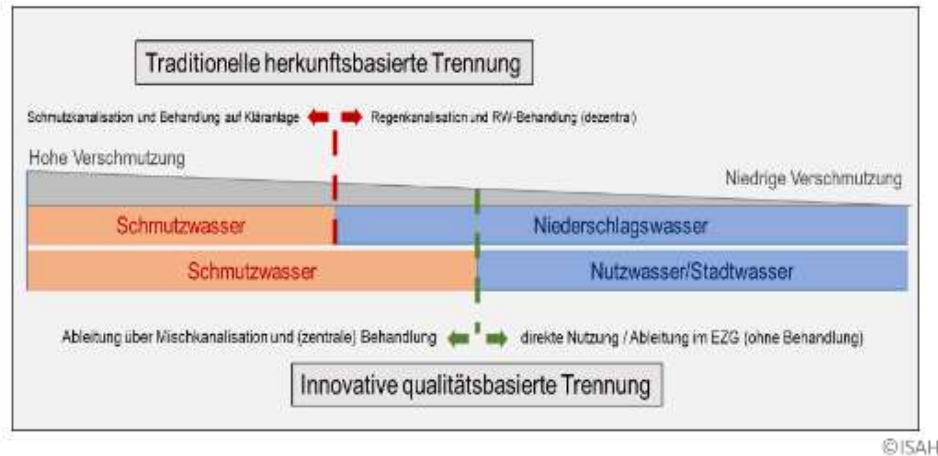 Traditionelle herkunftsbasierte Trennung
Schmutzkanalisation und Behandlung auf Kläranlage
Regenkanalisation und RW-Behandlung (dezentral)
Hohe Verschmutzung
Niedrige Verschmutzung
Schmutzwasser
Niederschlagswasser
Schmutzwasser
Nutzwasser/Stadtwasser
Ableitung über Mischkanalisation und (zentrale) Behandlung
direkte Nutzung / Ableitung im EZG (ohne Behandlung)
Innovative qualitätsbasierte Trennung
©ISAH